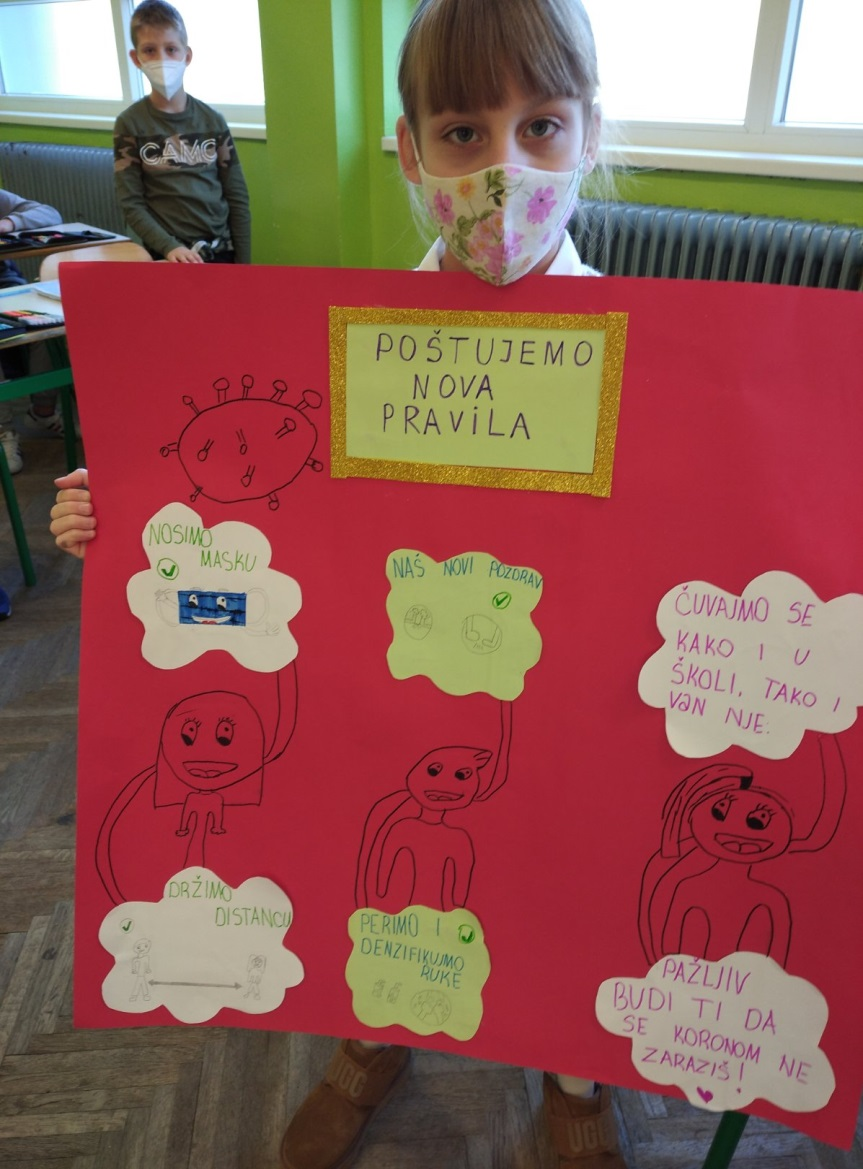 CAMO
POŠTUJEMO
NOVA
PRAVILA
NOSIMO
MASKU
NAŠ NOVI POZDRAV
ČUVAJMO SE
KAKO I U
ŠKOLI, TAKO I
VAN NJE.
DRŽIMO
DISTANCU
PERIMO I
DENZIFIKUJMO
RUKE
PAŽLJIV
BUDI TI DA
SE KORONOM NE
ZARAZIŠ!
UGG
UGG